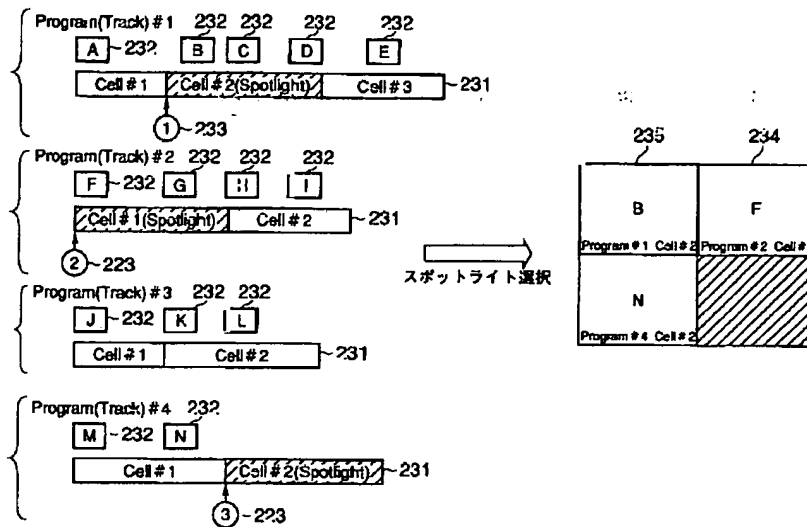 Program(Track) #1
232 232 232 232
A 232 B C D E
Cell #1 Cell #2(Spotlight) Cell #3 231
1 233
Program(Track) #2
232 232 232
F 232 G H I
Cell #1(Spotlight) Cell #2 231
2 223
Program(Track) #3
232 232
J 232 K L
Cell #1 Cell #2 231
Program(Track) #4
232
M 232 N
Cell #1 Cell #2(Spotlight) 231
3 223
スポットライト選択
235 234
B F
Program #1 Cell #2 Program #2 Cell #
N
Program #4 Cell #2